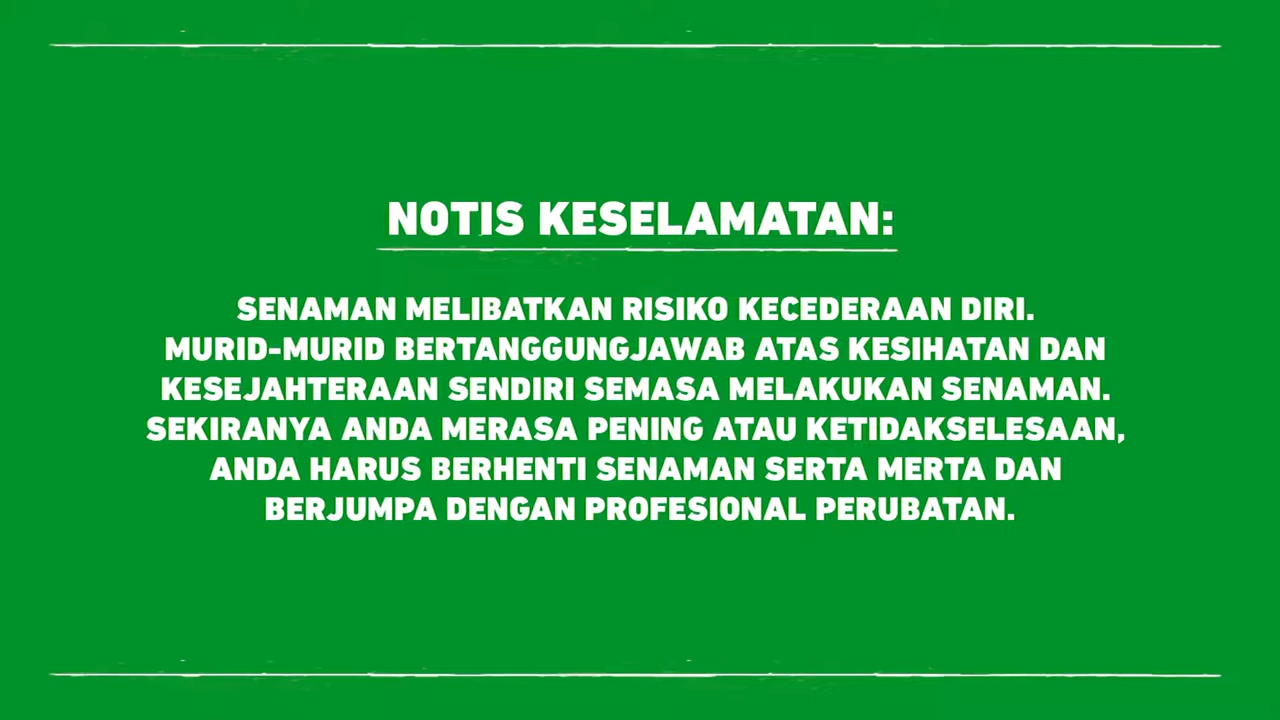 NOTIS KESELAMATAN:
SENAMAN MELIBATKAN RISIKO KECEDERAAN DIRI.
MURID-MURID BERTANGGUNGJAWAB ATAS KESIHATAN DAN
KESEJAHTERAAN SENDIRI SEMASA MELAKUKAN SENAMAN.
SEKIRANYA ANDA MERASA PENING ATAU KETIDAKSELESAAN,
ANDA HARUS BERHENTI SENAMAN SERTA MERTA DAN
BERJUMPA DENGAN PROFESIONAL PERUBATAN.